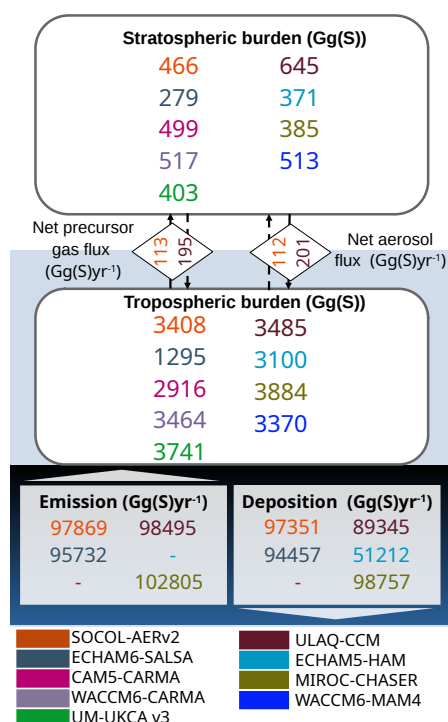 Stratospheric burden (Gg(S))
466 645
279 371
499 385
517 513
403
Net precursor
gas flux
(Gg(S)yr-1)
113
195
112
201
Net aerosol
flux (Gg(S)yr-1)
Tropospheric burden (Gg(S))
3408 3485
1295 3100
2916 3884
3464 3370
3741
Emission (Gg(S)yr-1)
97869 98495
95732 -
- 102805
Deposition (Gg(S)yr-1)
97351 89345
94457 51212
- 98757
SOCOL-AERv2
ECHAM6-SALSA
CAM5-CARMA
WACCM6-CARMA
UM-UKCA v3
ULAQ-CCM
ECHAM5-HAM
MIROC-CHASER
WACCM6-MAM4